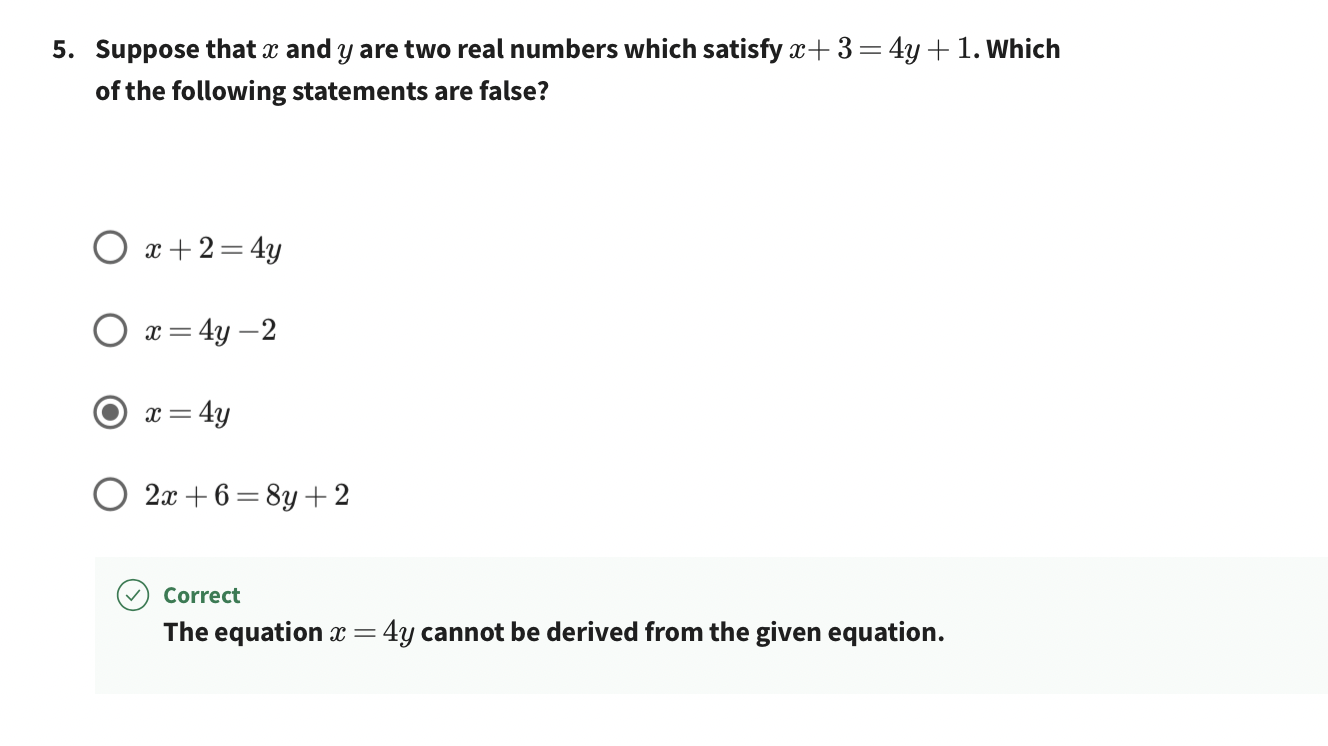 5. Suppose that x and y are two real numbers which satisfy x+ 3 = 4y + 1. Which
of the following statements are false?
x + 2 = 4y
x = 4y −2
x = 4y
2x + 6 = 8y + 2
Correct
The equation x = 4y cannot be derived from the given equation.